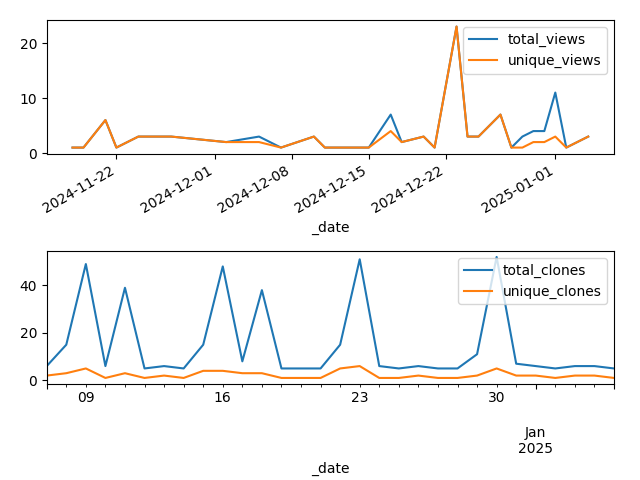 20
10
0
total_views
unique_views
2024-11-22
2024-12-01
2024-12-08
2024-12-15
2024-12-22
2025-01-01
_date
40
20
0
total_clones
unique_clones
09
16
23
30
Jan
2025
_date